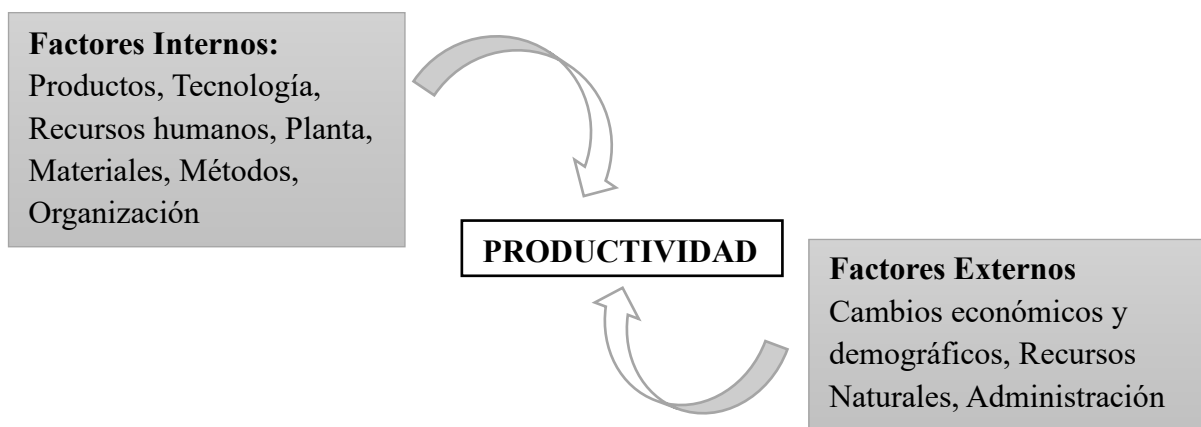 Factores Internos:
Productos, Tecnología,
Recursos humanos, Planta,
Materiales, Métodos,
Organización
PRODUCTIVIDAD
Factores Externos
Cambios económicos y
demográficos, Recursos
Naturales, Administración